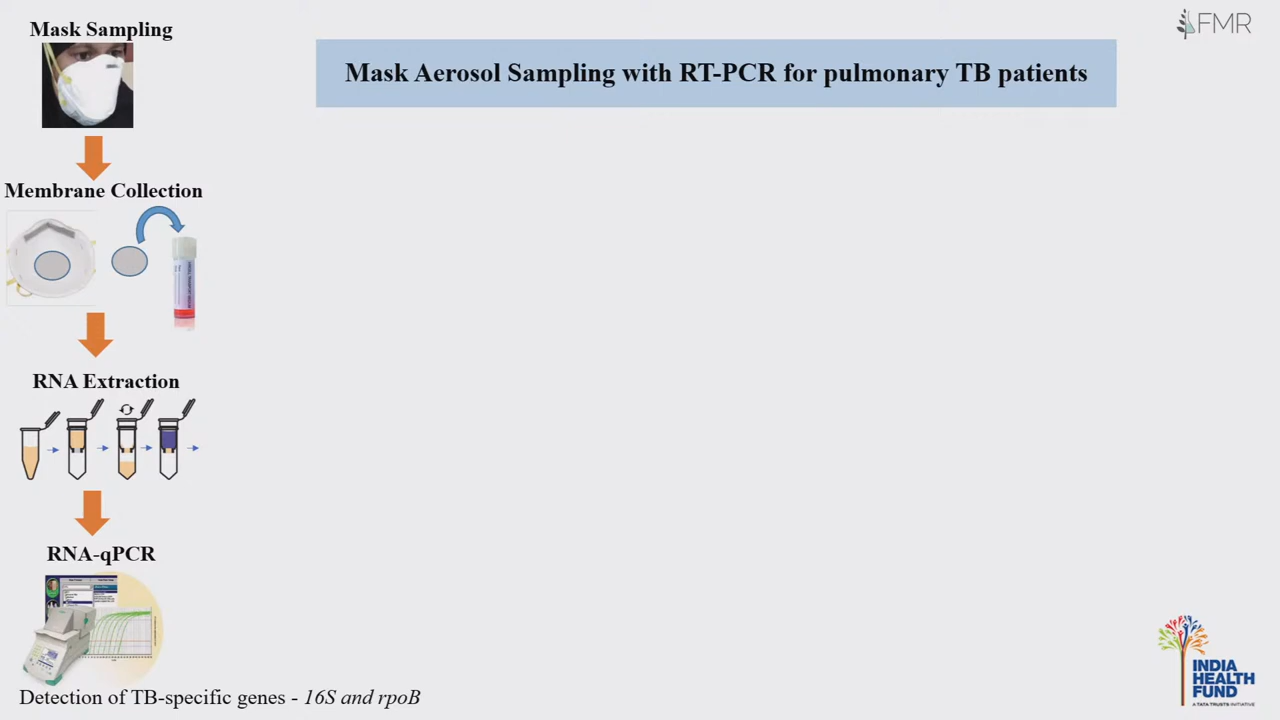 Mask Sampling
FMR
Mask Aerosol Sampling with RT-PCR for pulmonary TB patients
Membrane Collection
RNA Extraction
RNA-qPCR
Detection of TB-specific genes - 16S and rpoB
INDIA
HEALTH
FUND
A TATA TRUSTS INITIATIVE